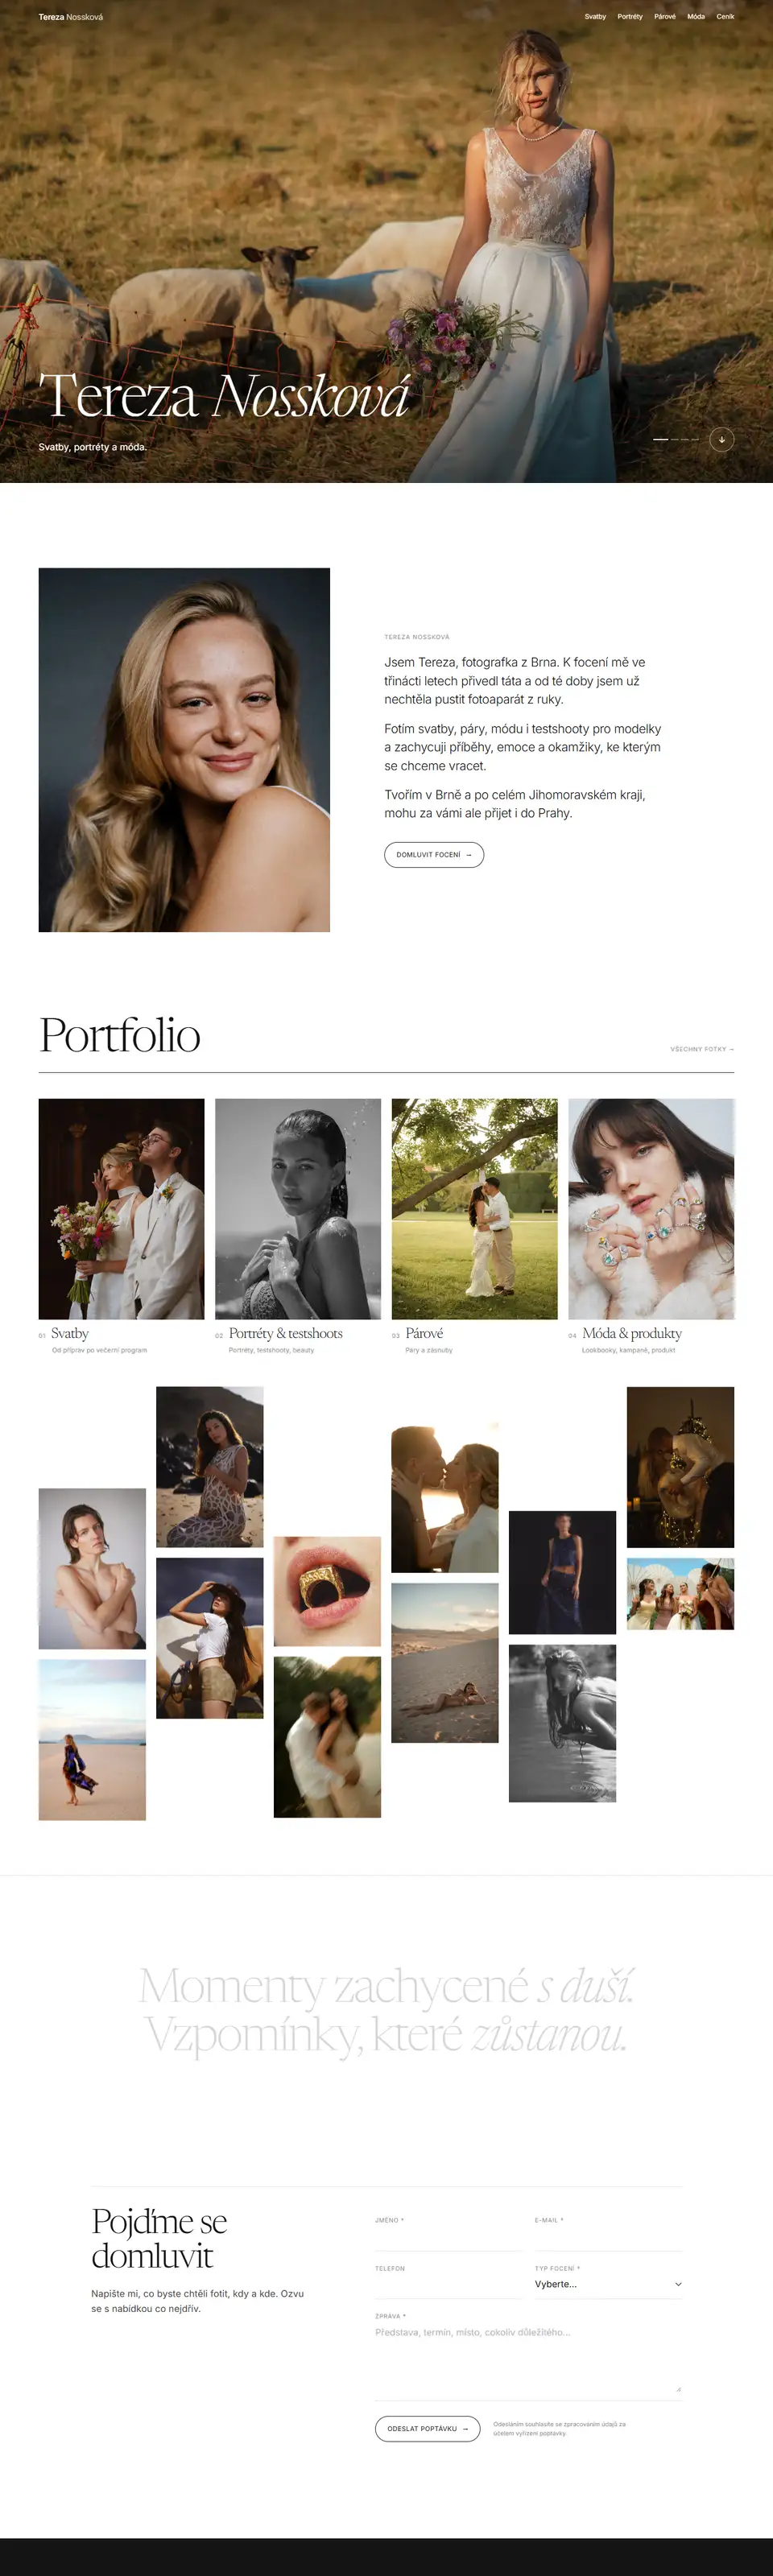 Tereza Nossková
Svatby Portréty Párové Móda Ceník
Tereza Nossková
Svatby, portréty a móda.
TEREZA NOSSKOVÁ
Jsem Tereza, fotografka z Brna. K focení mě ve
třinácti letech přivedl táta a od té doby jsem už
nechtěla pustit fotoaparát z ruky.
Fotím svatby, páry, módu i testshooty pro modelky
a zachycuji příběhy, emoce a okamžiky, ke kterým
se chceme vracet.
Tvořím v Brně a po celém Jihomoravském kraji,
mohu za vámi ale přijet i do Prahy.
DOMLUVIT FOCENÍ →
Portfolio
VŠECHNY FOTKY →
01 Svatby
Od příprav po večerní program
02 Portréty & testshoots
Portréty, testshooty, beauty
03 Párové
Páry a zásnuby
04 Móda & produkty
Lookbooky, kampaně, produkt
Momenty zachycené s duší.
Vzpomínky, které zůstanou.
Pojďme se
domluvit
Napište mi, co byste chtěli fotit, kdy a kde. Ozvu
se s nabídkou co nejdřív.
JMÉNO *
E-MAIL *
TELEFON
TYP FOCENÍ *
Vyberte...
ZPRÁVA *
Představa, termín, místo, cokoliv důležitého...
ODESLAT POPTÁVKU →
Odesláním souhlasíte se zpracováním údajů za
účelem vyřízení poptávky.